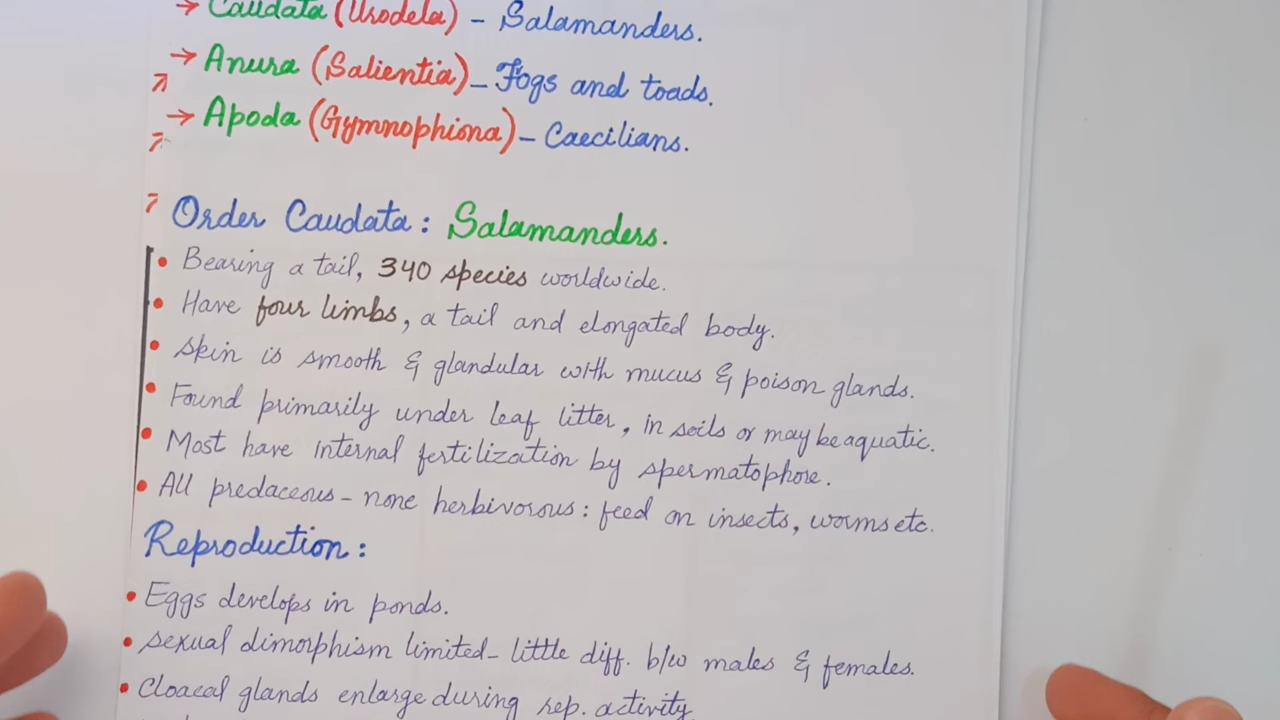 → Caudata (Urodela) - Salamanders.
→ Anura (Salientia) - Fogs and toads.
→ Apoda (Gymnophiona) - Caecilians.
Order Caudata: Salamanders.
• Bearing a tail, 340 species worldwide.
• Have four limbs, a tail and elongated body.
• Skin is smooth & glandular with mucus & poison glands.
• Found primarily under leaf litter, in soils or may be aquatic.
• Most have internal fertilization by spermatophore.
• All predaceous - none herbivorous: feed on insects, worms etc.
Reproduction:
• Eggs develops in ponds.
• Sexual dimorphism limited - little diff. b/w males & females.
• Cloacal glands enlarge during rep. activity